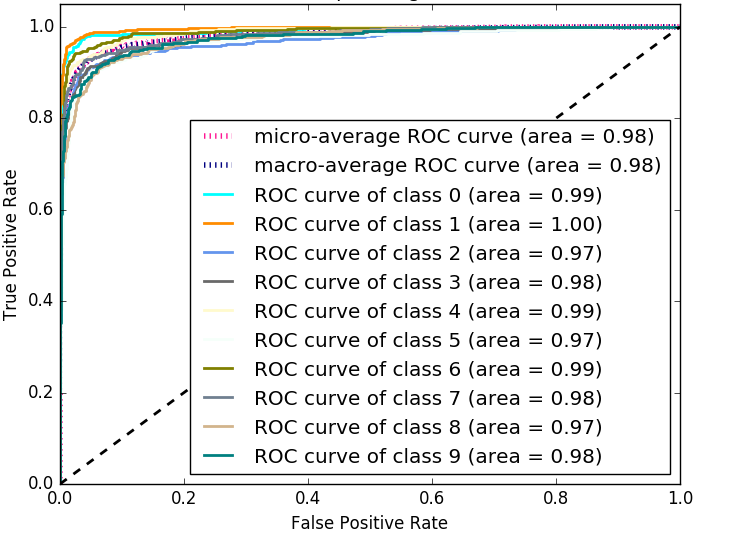 1.0
0.8
0.6
0.4
0.2
0.0
True Positive Rate
micro-average ROC curve (area = 0.98)
macro-average ROC curve (area = 0.98)
ROC curve of class 0 (area = 0.99)
ROC curve of class 1 (area = 1.00)
ROC curve of class 2 (area = 0.97)
ROC curve of class 3 (area = 0.98)
ROC curve of class 4 (area = 0.99)
ROC curve of class 5 (area = 0.97)
ROC curve of class 6 (area = 0.99)
ROC curve of class 7 (area = 0.98)
ROC curve of class 8 (area = 0.97)
ROC curve of class 9 (area = 0.98)
0.0 0.2 0.4 0.6 0.8 1.0
False Positive Rate